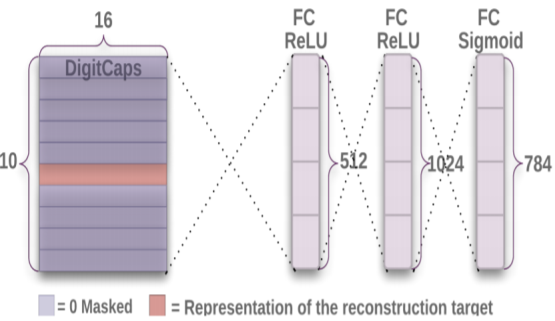 16
FC
ReLU
FC
ReLU
FC
Sigmoid
DigitCaps
10
512
1024
784
= 0 Masked
= Representation of the reconstruction target